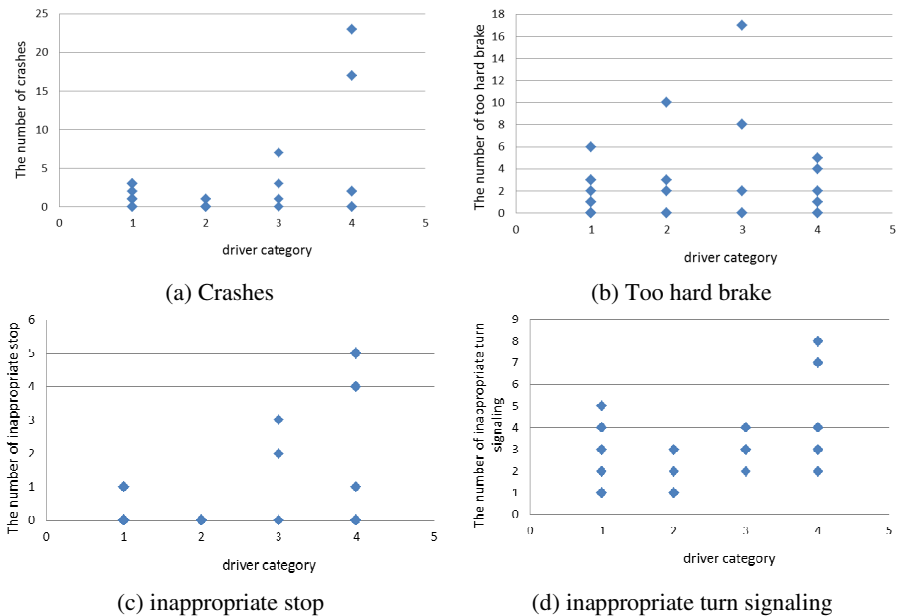 25
20
15
10
5
0
The number of crashes
0 1 2 3 4 5
driver category
(a) Crashes
18
16
14
12
10
8
6
4
2
0
The number of too hard brake
0 1 2 3 4 5
driver category
(b) Too hard brake
6
5
4
3
2
1
0
The number of inappropriate stop
0 1 2 3 4 5
driver category
(c) inappropriate stop
9
8
7
6
5
4
3
2
1
0
The number of inappropriate turn
signaling
0 1 2 3 4 5
driver category
(d) inappropriate turn signaling